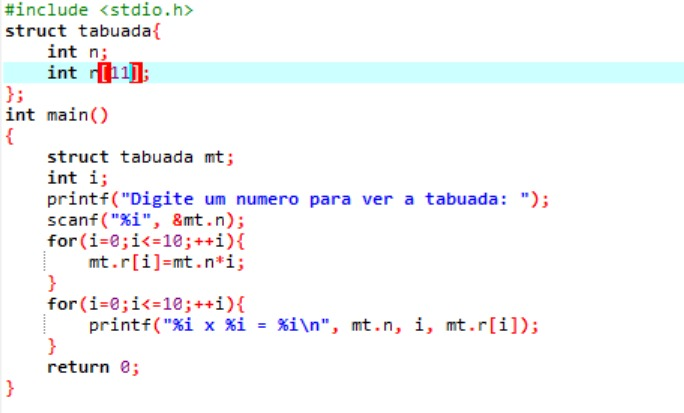 #include <stdio.h>
struct tabuada{
    int n;
    int r[11];
};
int main()
{
    struct tabuada mt;
    int i;
    printf("Digite um numero para ver a tabuada: ");
    scanf("%i", &mt.n);
    for(i=0;i<=10;++i){
        mt.r[i]=mt.n*i;
    }
    for(i=0;i<=10;++i){
        printf("%i x %i = %i\n", mt.n, i, mt.r[i]);
    }
    return 0;
}